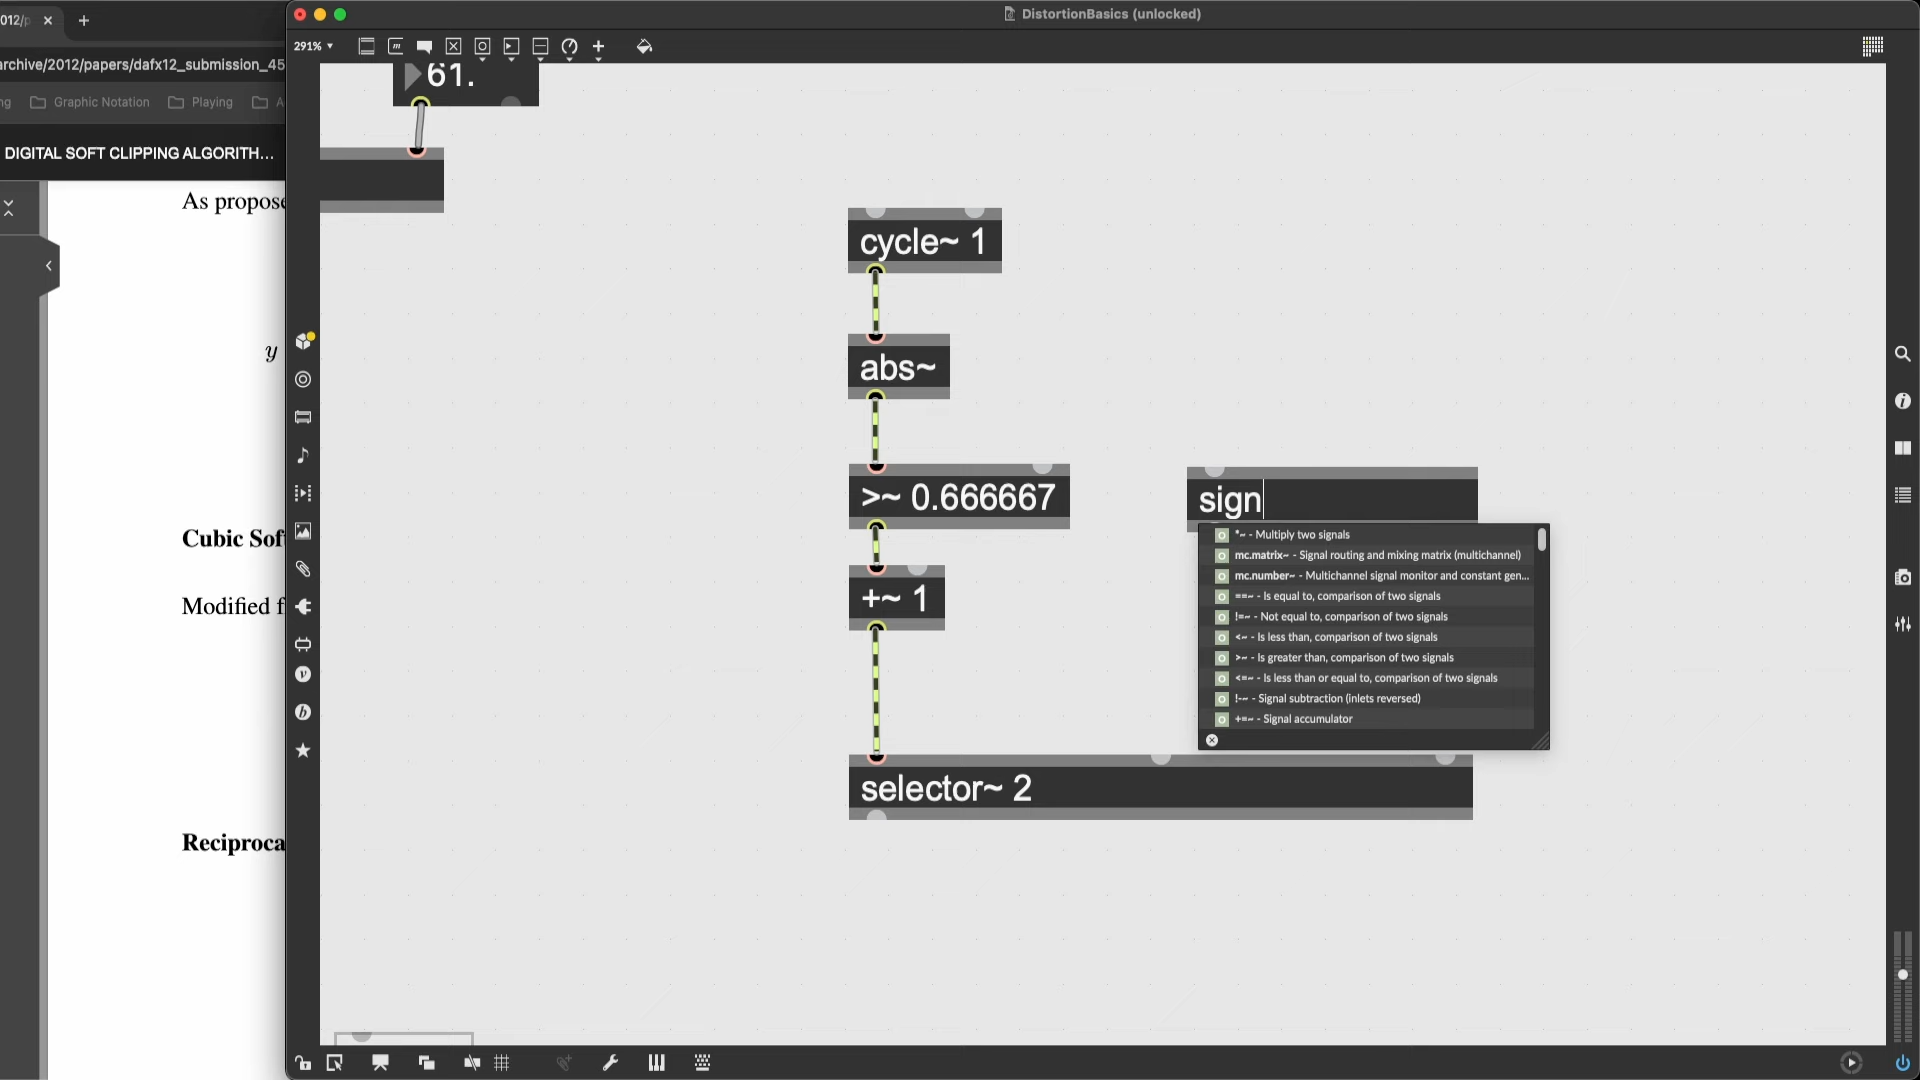 012/p
DistortionBasics (unlocked)
291%
archive/2012/papers/dafx12_submission_45
ng
Graphic Notation
Playing
A
DIGITAL SOFT CLIPPING ALGORITH...
As propose
y
Cubic Sof
Modified f
Reciproca
61.
cycle~ 1
abs~
>~ 0.666667
+~ 1
selector~ 2
sign
*~ - Multiply two signals
mc.matrix~ - Signal routing and mixing matrix (multichannel)
mc.number~ - Multichannel signal monitor and constant gen...
==~ - Is equal to, comparison of two signals
!=~ - Not equal to, comparison of two signals
<~ - Is less than, comparison of two signals
>~ - Is greater than, comparison of two signals
<=~ - Is less than or equal to, comparison of two signals
!-~ - Signal subtraction (inlets reversed)
+=~ - Signal accumulator